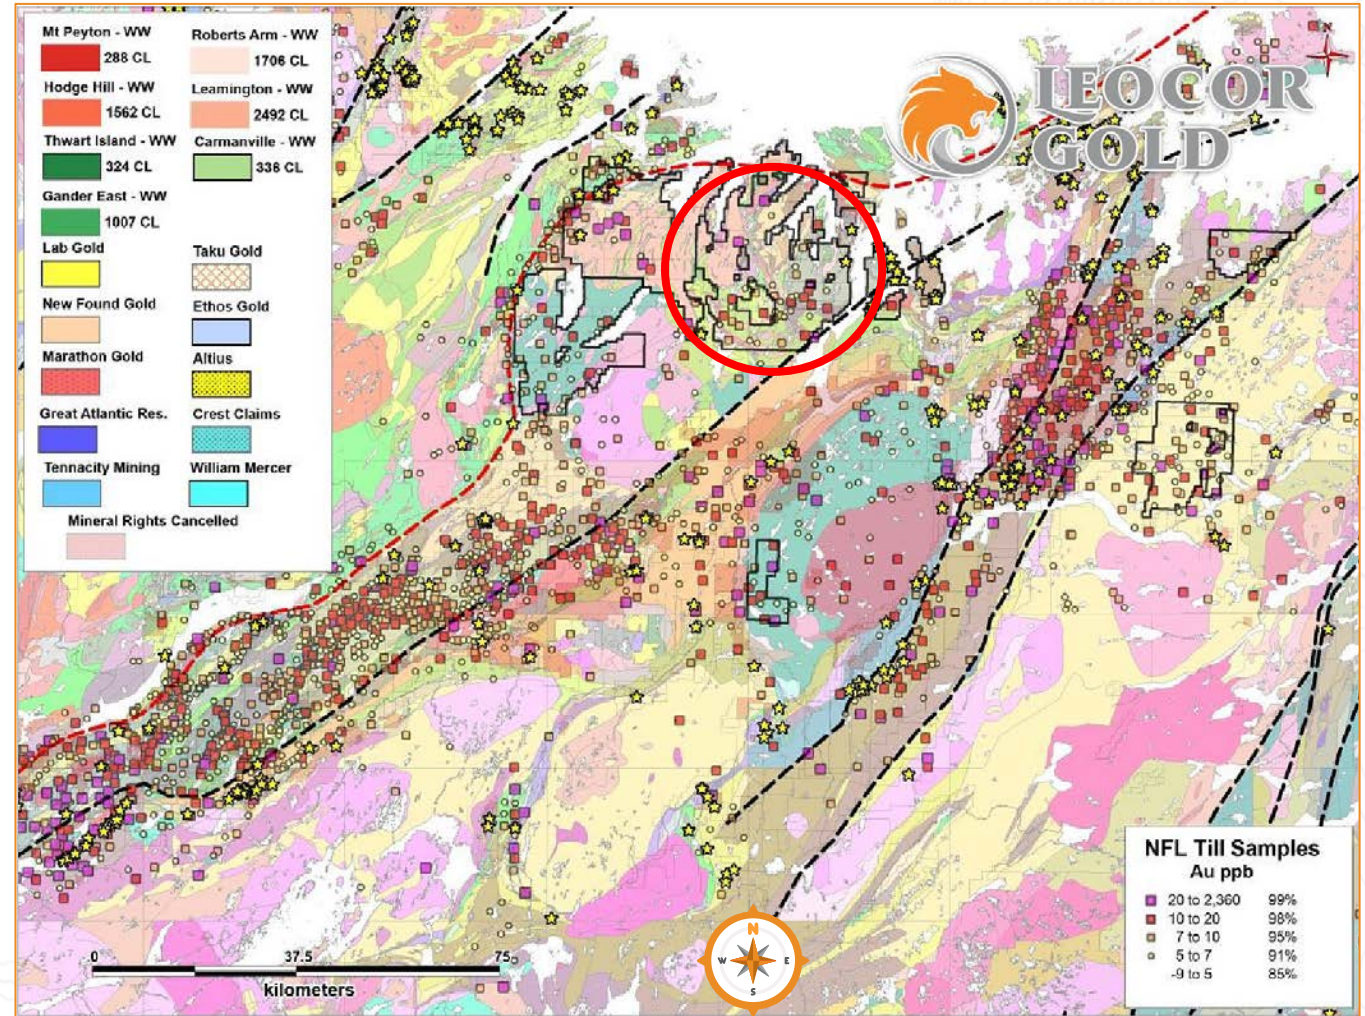 Mt Peyton - WW
288 CL
Roberts Arm - WW
1706 CL
Hodge Hill - WW
1562 CL
Leamington - WW
2492 CL
Thwart Island - WW
324 CL
Carmanville - WW
336 CL
Gander East - WW
1007 CL
Lab Gold
Taku Gold
New Found Gold
Ethos Gold
Marathon Gold
Altius
Great Atlantic Res.
Crest Claims
Tennacity Mining
William Mercer
Mineral Rights Cancelled
LEOCOR
GOLD
NFL Till Samples
Au ppb
20 to 2,360 99%
10 to 20 98%
7 to 10 95%
5 to 7 91%
-9 to 5 85%
0 37.5 75
kilometers
N
W E
S